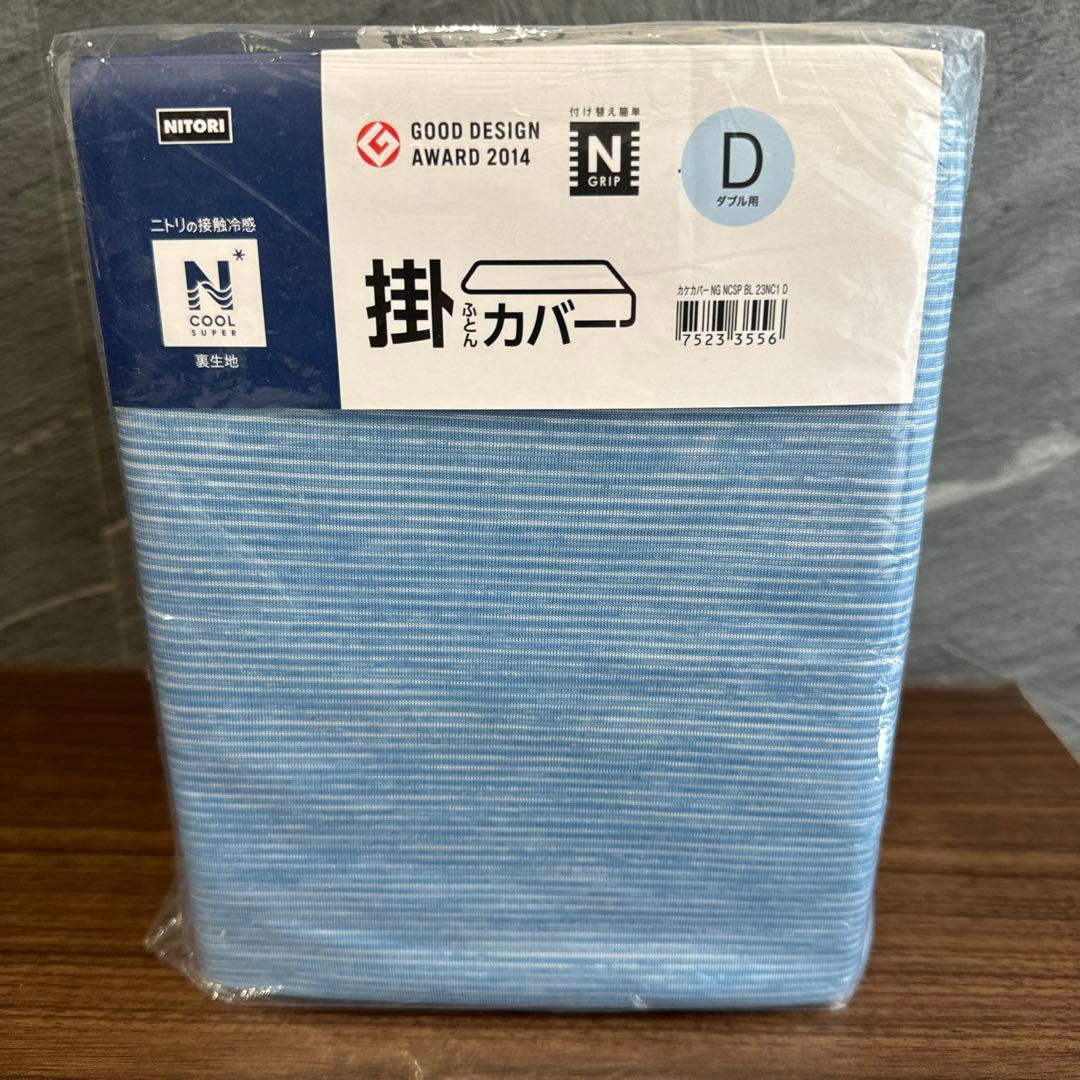 NITORI
ニトリの接触冷感
N*
COOL
SUPER
裏生地
GOOD DESIGN
AWARD 2014
付け替え簡単
N
GRIP
D
ダブル用
掛ふとんカバー
カケカバー NG NCSP BL 23NC1 D
7523 3556